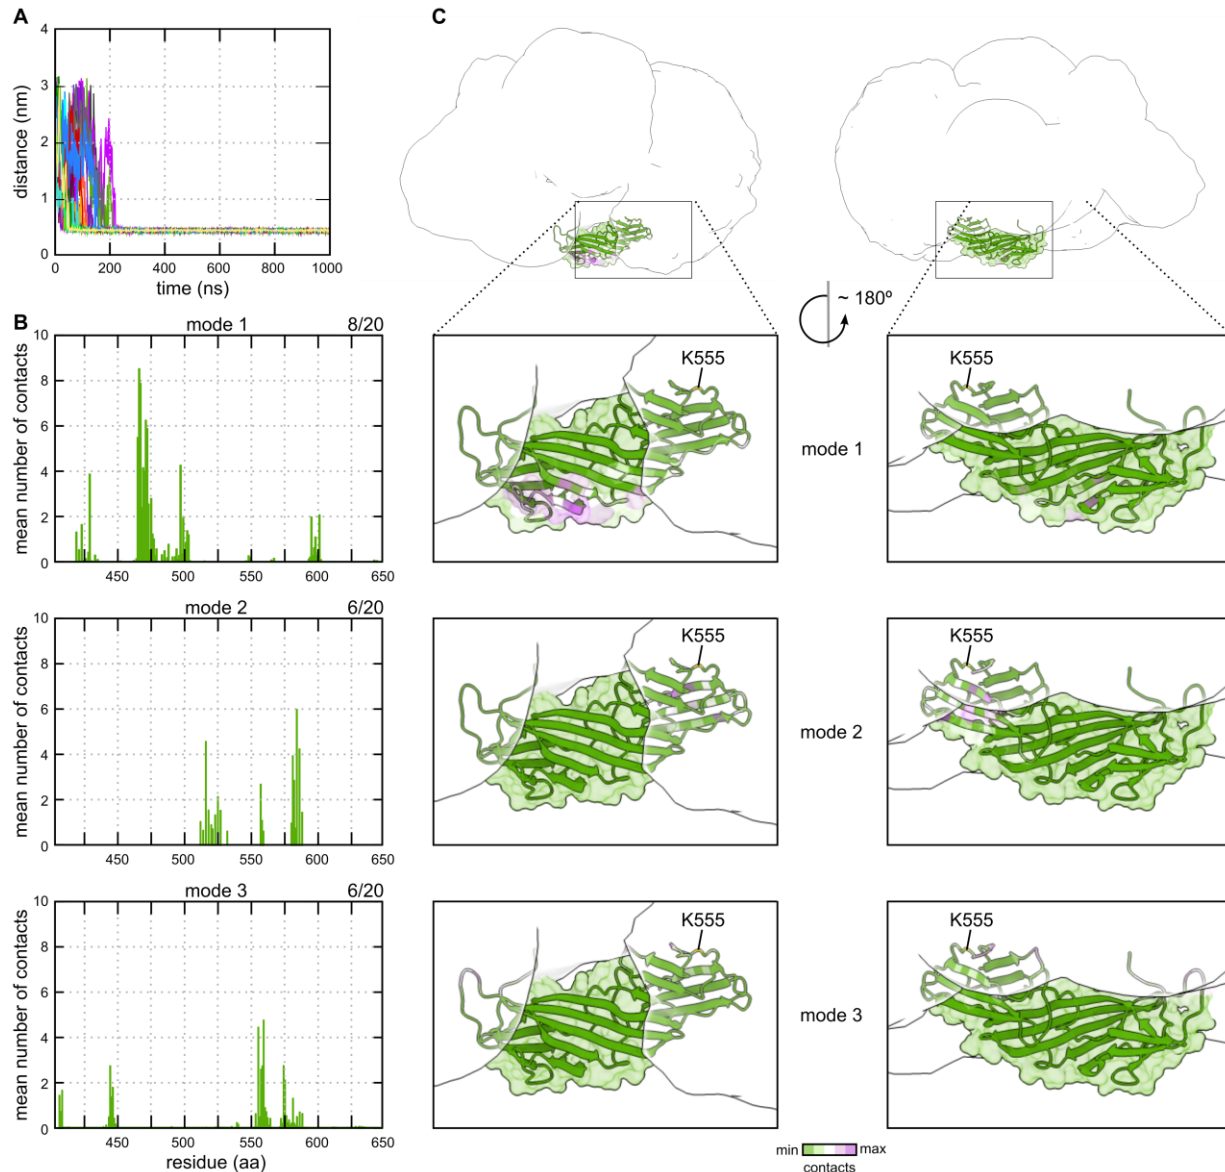 A
4
3
2
1
0
distance (nm)
0 200 400 600 800 1000
time (ns)
B
mode 1 8/20
10
8
6
4
2
0
mean number of contacts
450 500 550 600 650
mode 2 6/20
10
8
6
4
2
0
mean number of contacts
450 500 550 600 650
mode 3 6/20
10
8
6
4
2
0
mean number of contacts
450 500 550 600 650
residue (aa)
C
~ 180º
K555
mode 1
K555
K555
mode 2
K555
K555
mode 3
K555
min max
contacts